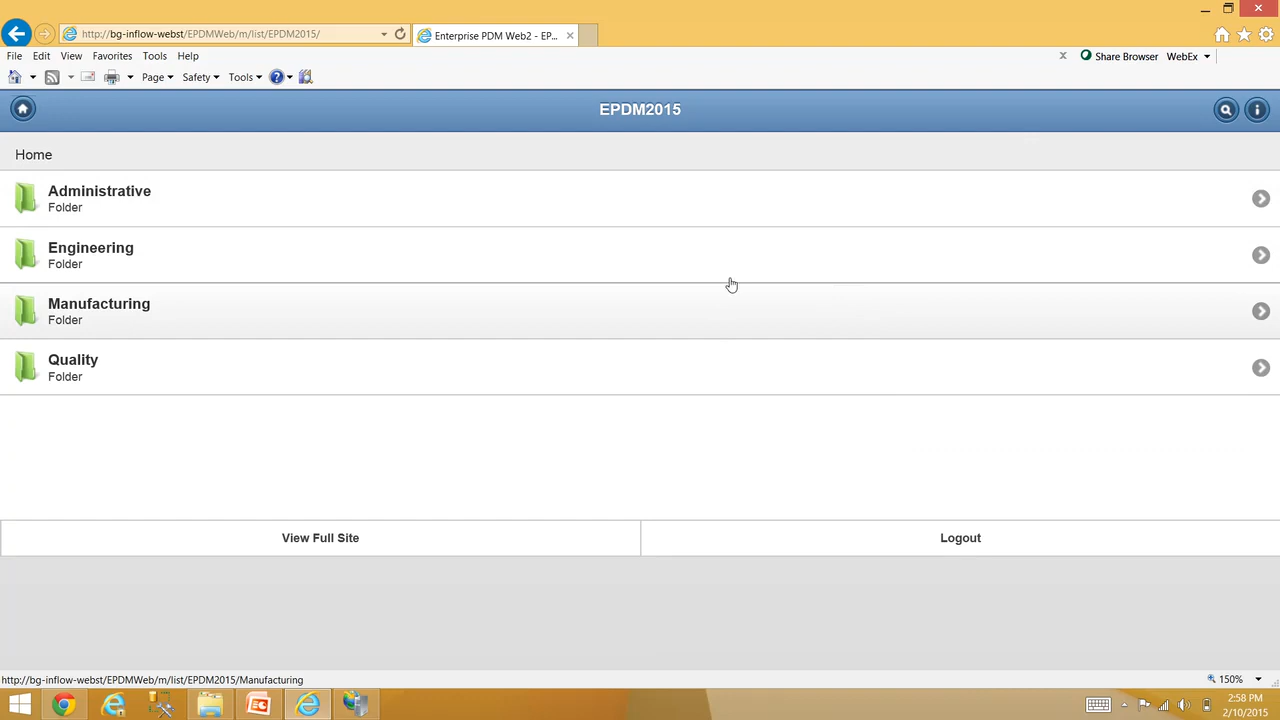 http://bg-inflow-webst/EPDMWeb/m/list/EPDM2015/
Enterprise PDM Web2 - EP...
File Edit View Favorites Tools Help
x Share Browser WebEx
Page Safety Tools
EPDM2015
Home
Administrative
Folder
Engineering
Folder
Manufacturing
Folder
Quality
Folder
View Full Site Logout
http://bg-inflow-webst/EPDMWeb/m/list/EPDM2015/Manufacturing
150%
2:58 PM
2/10/2015